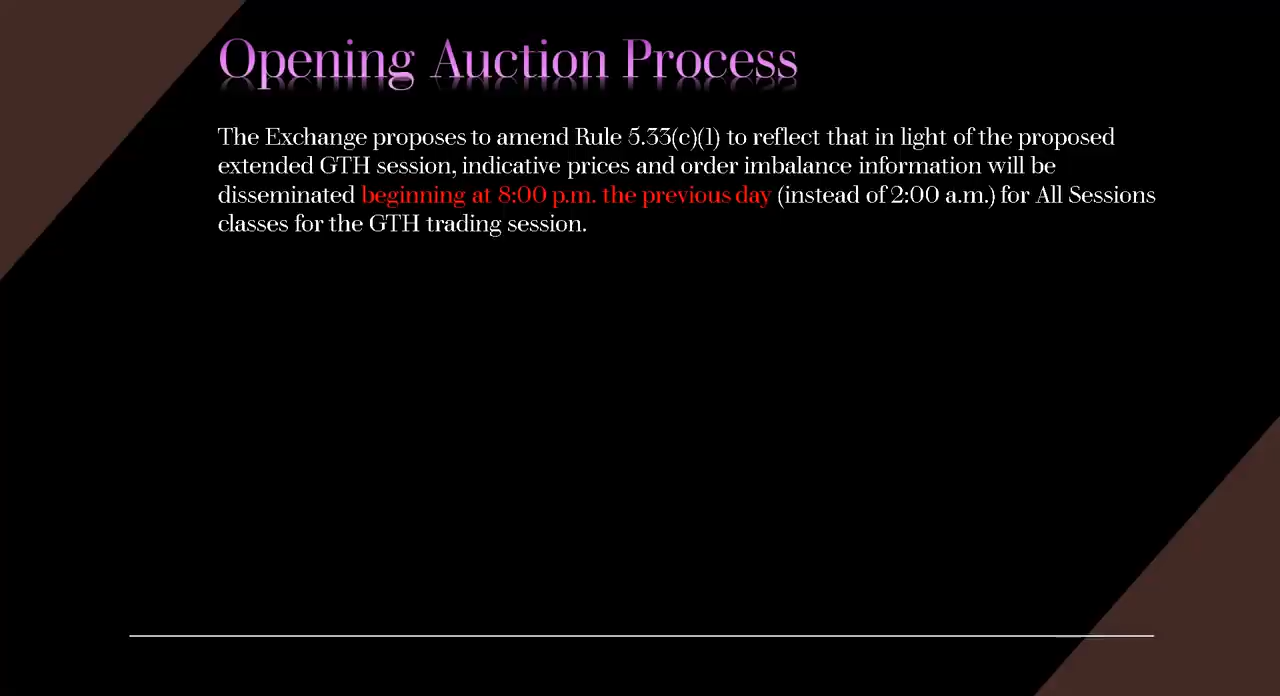 Opening Auction Process
The Exchange proposes to amend Rule 5.33(c)(1) to reflect that in light of the proposed
extended GTH session, indicative prices and order imbalance information will be
disseminated beginning at 8:00 p.m. the previous day (instead of 2:00 a.m.) for All Sessions
classes for the GTH trading session.